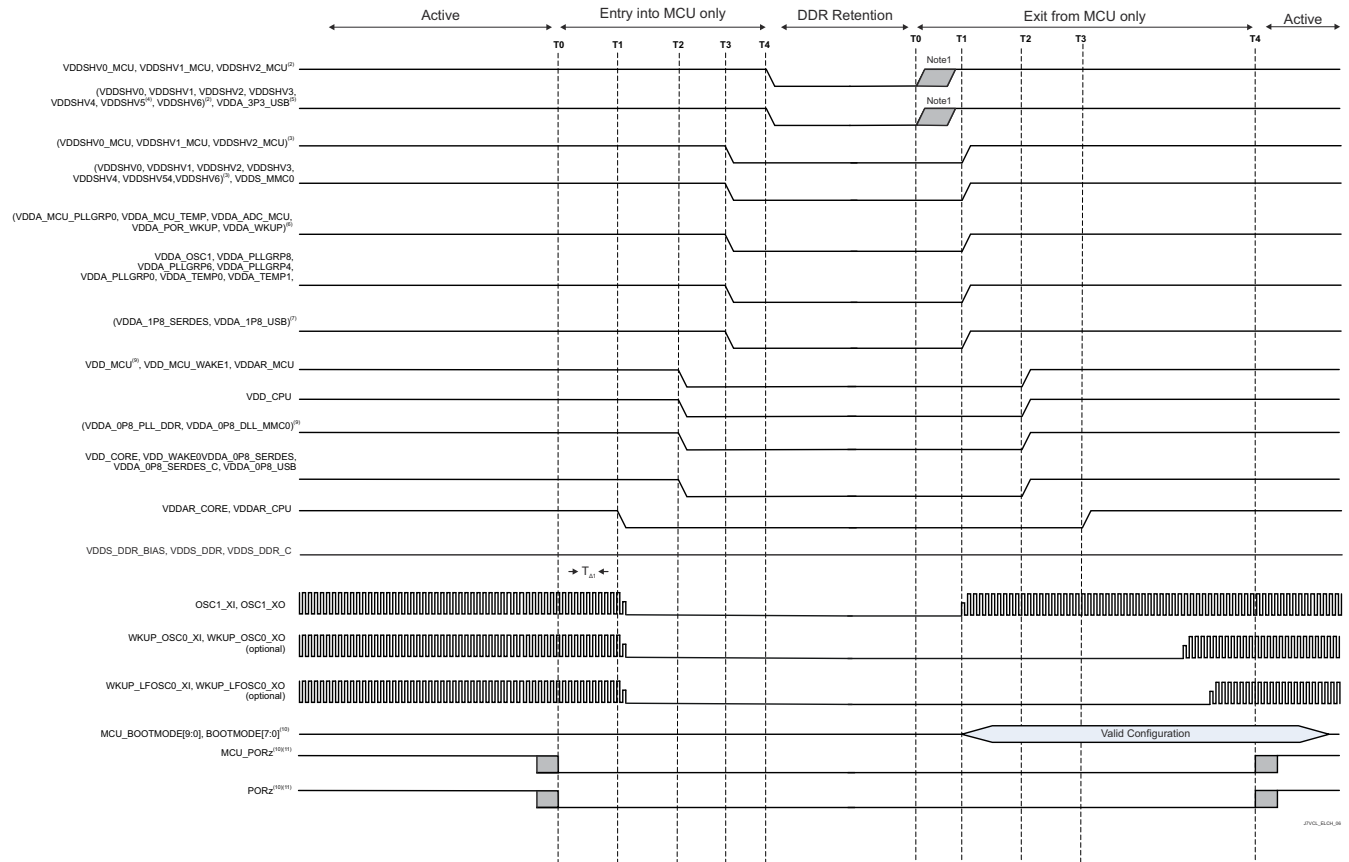 Active
Entry into MCU only
DDR Retention
Exit from MCU only
Active
T0
T1
T2
T3
T4
T0
T1
T2
T3
T4
VDDSHV0_MCU, VDDSHV1_MCU, VDDSHV2_MCU(2)
Note1
(VDDSHV0, VDDSHV1, VDDSHV2, VDDSHV3,
VDDSHV4, VDDSHV5(4), VDDSHV6)(2), VDDA_3P3_USB(5)
Note1
(VDDSHV0_MCU, VDDSHV1_MCU, VDDSHV2_MCU)(3)
(VDDSHV0, VDDSHV1, VDDSHV2, VDDSHV3
VDDSHV4, VDDSHV54,VDDSHV6)(3), VDDS_MMC0
(VDDA_MCU_PLLGRP0, VDDA_MCU_TEMP, VDDA_ADC_MCU,
VDDA_POR_WKUP, VDDA_WKUP)(6)
VDDA_OSC1, VDDA_PLLGRP8,
VDDA_PLLGRP6, VDDA_PLLGRP4,
VDDA_PLLGRP0, VDDA_TEMP0, VDDA_TEMP1,
(VDDA_1P8_SERDES, VDDA_1P8_USB)(7)
VDD_MCU(9), VDD_MCU_WAKE1, VDDAR_MCU
VDD_CPU
(VDDA_0P8_PLL_DDR, VDDA_0P8_DLL_MMC0)(9)
VDD_CORE, VDD_WAKE0VDDA_0P8_SERDES,
VDDA_0P8_SERDES_C, VDDA_0P8_USB
VDDAR_CORE, VDDAR_CPU
VDDS_DDR_BIAS, VDDS_DDR, VDDS_DDR_C
TΔ1
OSC1_XI, OSC1_XO
WKUP_OSC0_XI, WKUP_OSC0_XO
(optional)
WKUP_LFOSC0_XI, WKUP_LFOSC0_XO
(optional)
MCU_BOOTMODE[9:0], BOOTMODE[7:0](10)
Valid Configuration
MCU_PORz(10)(11)
PORz(10)(11)
J7VCL_ELCH_06